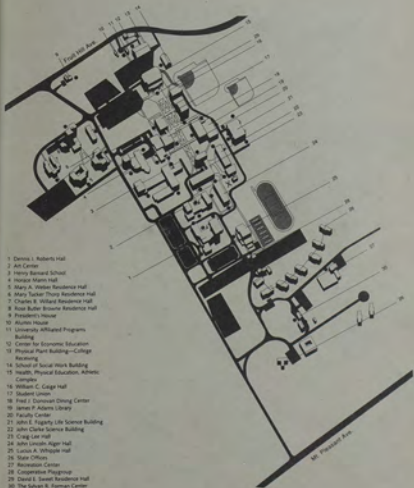 Fruit Hill Ave.
Mt. Pleasant Ave.
1 Dennis J. Roberts Hall
2 Art Center
3 Henry Barnard School
4 Horace Mann Hall
5 Mary A. Weber Residence Hall
6 Mary Tucker Thorp Residence Hall
7 Charles B. Willard Residence Hall
8 Rose Butler Browne Residence Hall
9 President's House
10 Alumni House
11 University Affiliated Programs
Building
12 Center for Economic Education
13 Physical Plant Building—College
Receiving
14 School of Social Work Building
15 Health, Physical Education, Athletic
Complex
16 William C. Gaige Hall
17 Student Union
18 Fred J. Donovan Dining Center
19 James P. Adams Library
20 Faculty Center
21 John E. Fogarty Life Science Building
22 John Clarke Science Building
23 Craig-Lee Hall
24 John Lincoln Alger Hall
25 Lucius A. Whipple Hall
26 State Offices
27 Recreation Center
28 Cooperative Playgroup
29 David E. Sweet Residence Hall
30 The Sylvan R. Forman Center